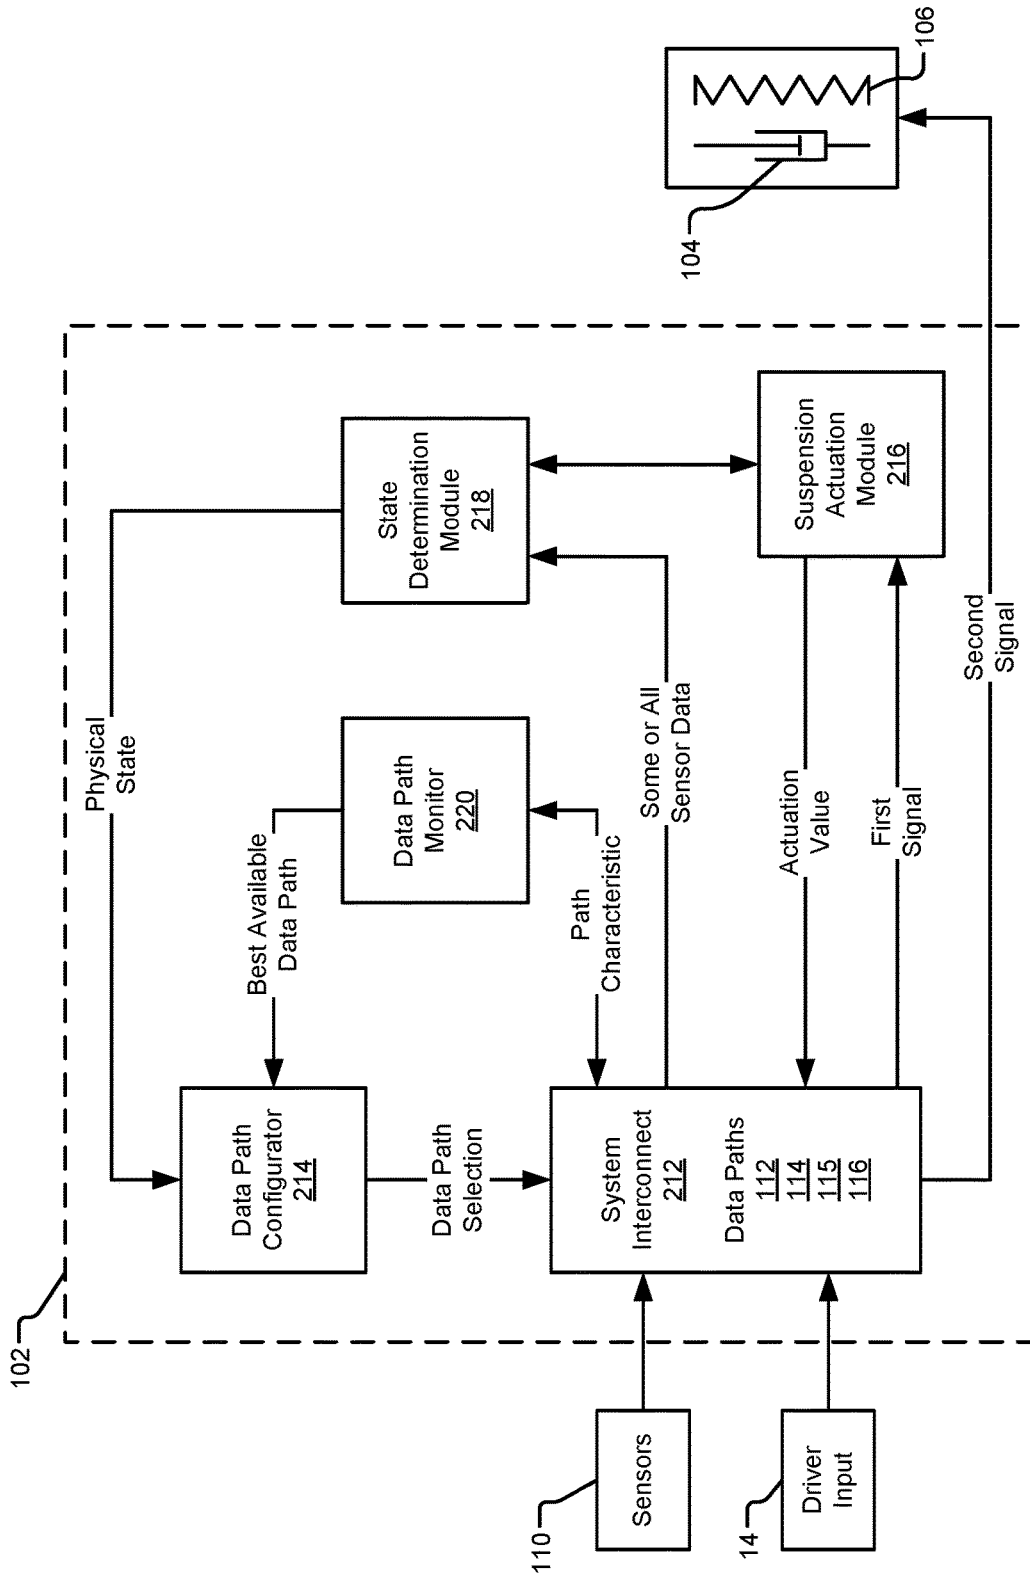 102
Physical
State
Data Path
Configurator
214
Best Available
Data Path
Data Path
Monitor
220
State
Determination
Module
218
Data Path
Selection
Path
Characteristic
Some or All
Sensor Data
110
Sensors
14
Driver
Input
System
Interconnect
212
Data Paths
112
114
115
116
Actuation
Value
First
Signal
Suspension
Actuation
Module
216
Second
Signal
104
106